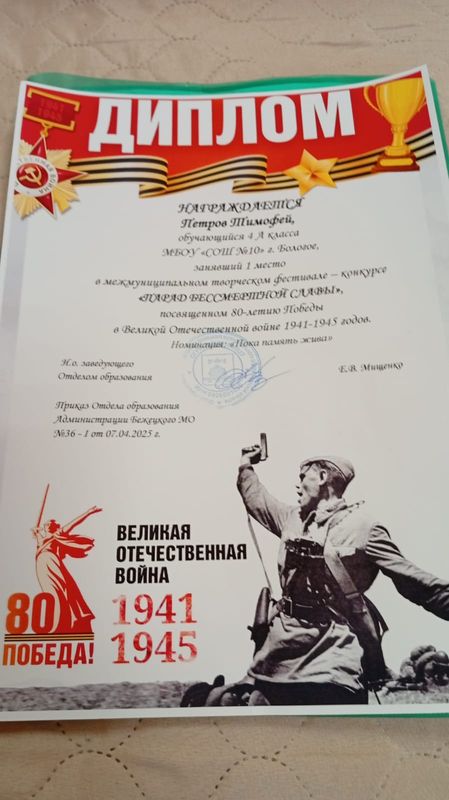 1941
1945
ДИПЛОМ
НАГРАЖДАЕТСЯ
Петров Тимофей,
обучающийся 4 А класса
МБОУ «СОШ №10» г. Бологое,
занявший 1 место
в межмуниципальном творческом фестивале – конкурсе
«ПАРАД БЕССМЕРТНОЙ СЛАВЫ»,
посвященном 80-летию Победы
в Великой Отечественной войне 1941-1945 годов.
Номинация: «Пока память жива»
И.о. заведующего
Отделом образования
Е.В. Мищенко
Приказ Отдела образования
Администрации Бежецкого МО
№36 - 1 от 07.04.2025 г.
ВЕЛИКАЯ
ОТЕЧЕСТВЕННАЯ
ВОЙНА
1941
1945
80
ПОБЕДА!